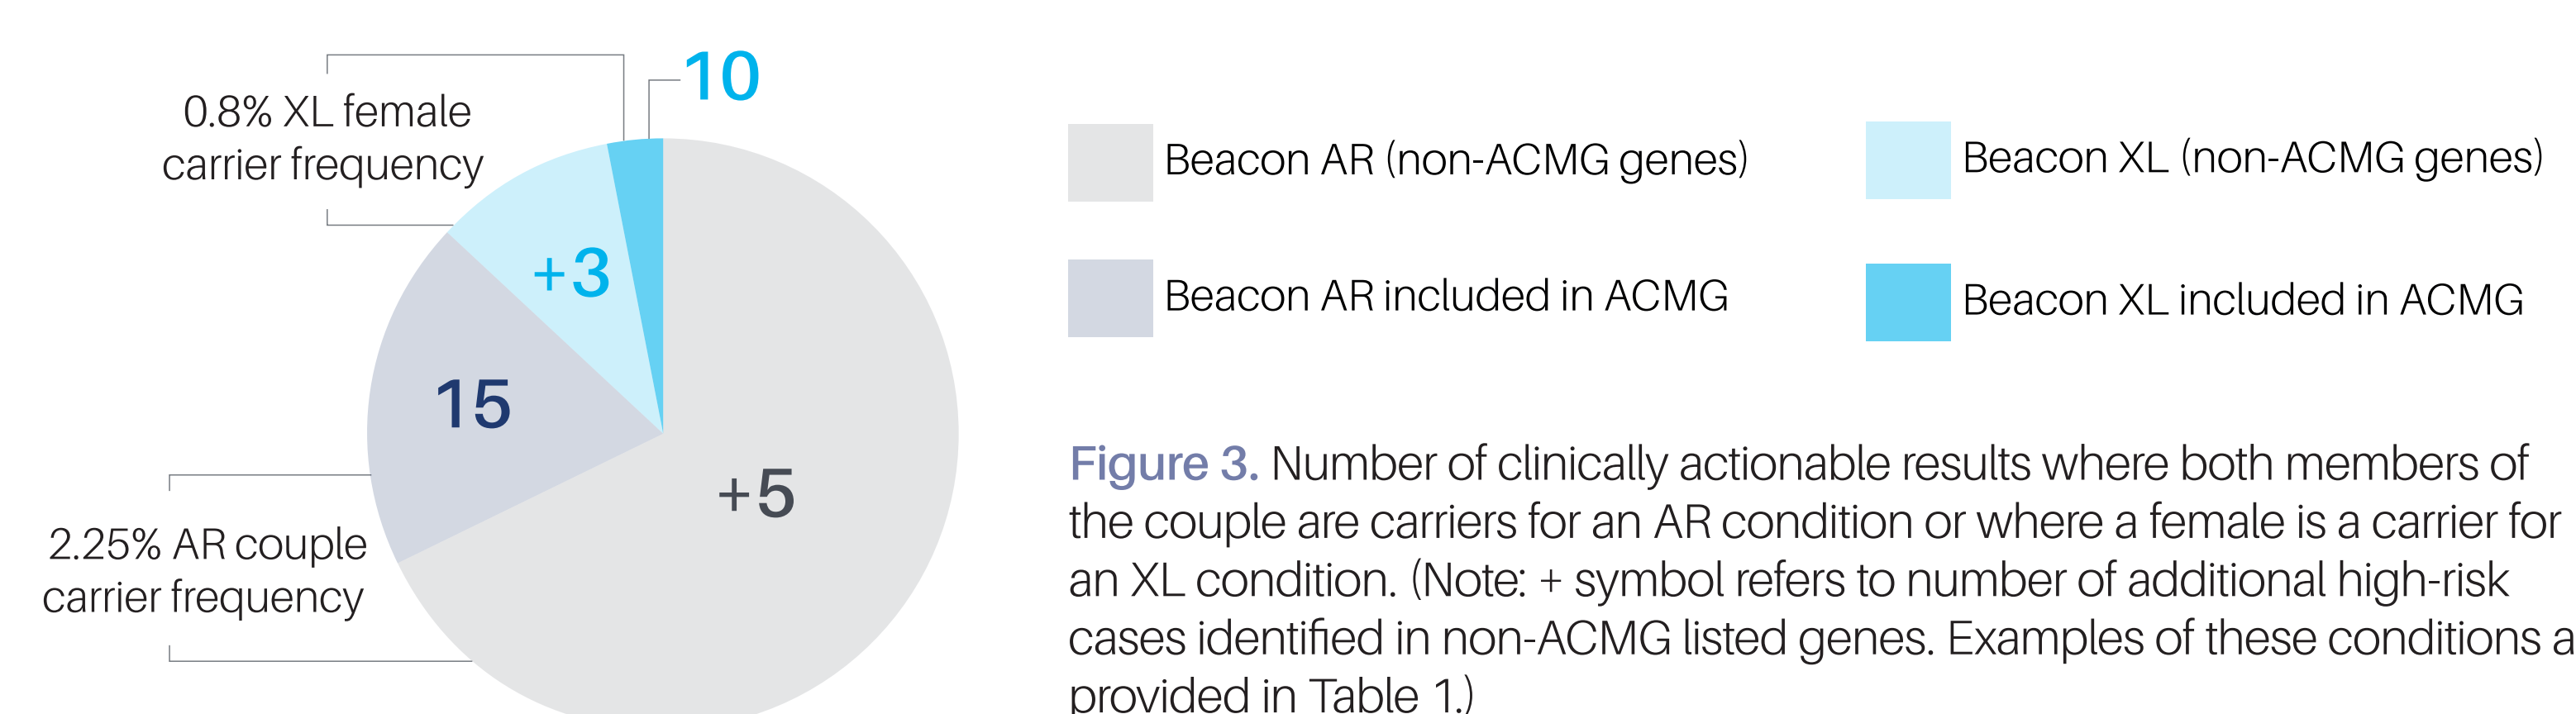 0.8% XL female
carrier frequency
10
+3
15
+5
2.25% AR couple
carrier frequency
Beacon AR (non-ACMG genes)
Beacon XL (non-ACMG genes)
Beacon AR included in ACMG
Beacon XL included in ACMG
Figure 3. Number of clinically actionable results where both members of
the couple are carriers for an AR condition or where a female is a carrier for
an XL condition. (Note: + symbol refers to number of additional high-risk
cases identified in non-ACMG listed genes. Examples of these conditions a
provided in Table 1.)